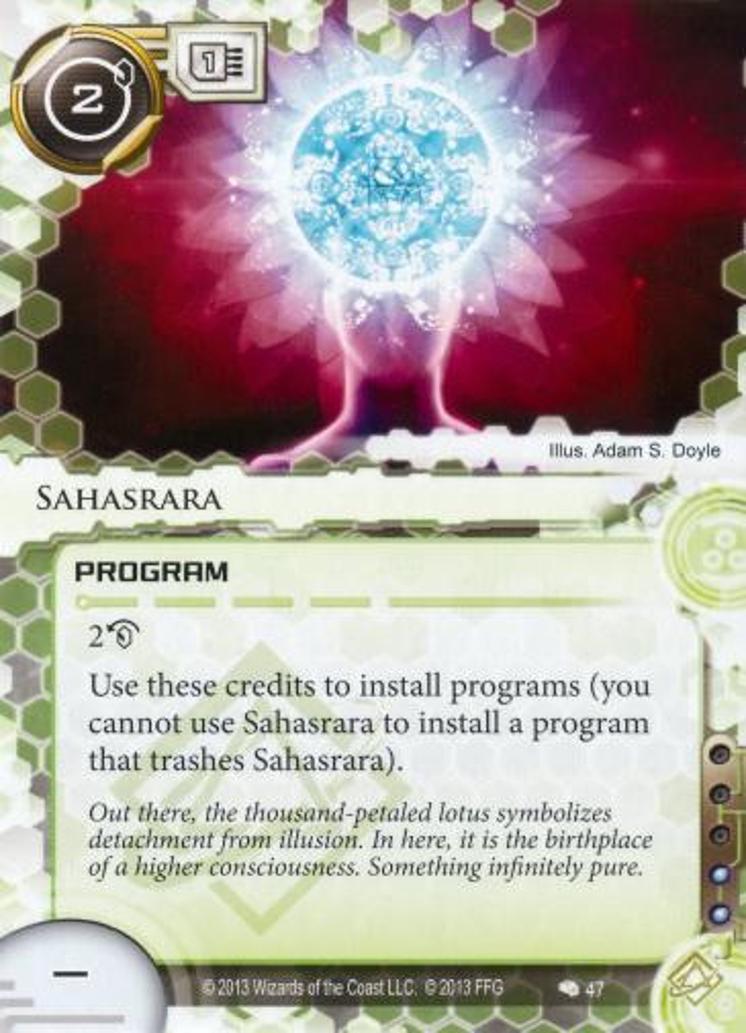 2
1
Illus. Adam S. Doyle
SAHASRARA
PROGRAM
2
Use these credits to install programs (you
cannot use Sahasrara to install a program
that trashes Sahasrara).
Out there, the thousand-petaled lotus symbolizes
detachment from illusion. In here, it is the birthplace
of a higher consciousness. Something infinitely pure.
–
© 2013 Wizards of the Coast LLC. © 2013 FFG
47